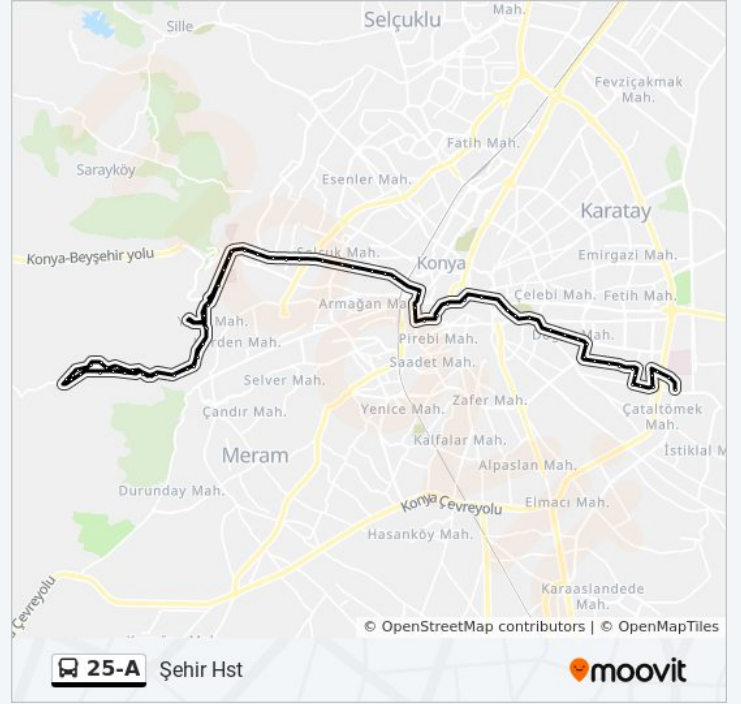 Mah.
Selçuklu
Sille
Fevziçakmak
Mah.
Fatih Mah.
Sarayköy
Esenler Mah.
Karatay
Selçuk Mah.
Konya-Beyşehir yolu
Konya
Emirgazi Mah.
Çelebi Mah.
Fetih Mah.
Armağan Ma
Mah.
Pirebi Mah.
rden Mah.
Saadet Mah.
Selver Mah.
Zafer Mah.
Yenice Mah.
Çandır Mah.
Çataltömek
Mah.
Kalfalar Mah.
İstiklal M
Meram
Alpaslan Mah.
Durunday Mah.
Konya Çevreyolu
Elmacı Mah.
Hasanköy Mah.
Karaaslandede
Mah.
a Çevreyolu
© OpenStreetMap contributors | © OpenMapTiles
25-A Şehir Hst
moovit